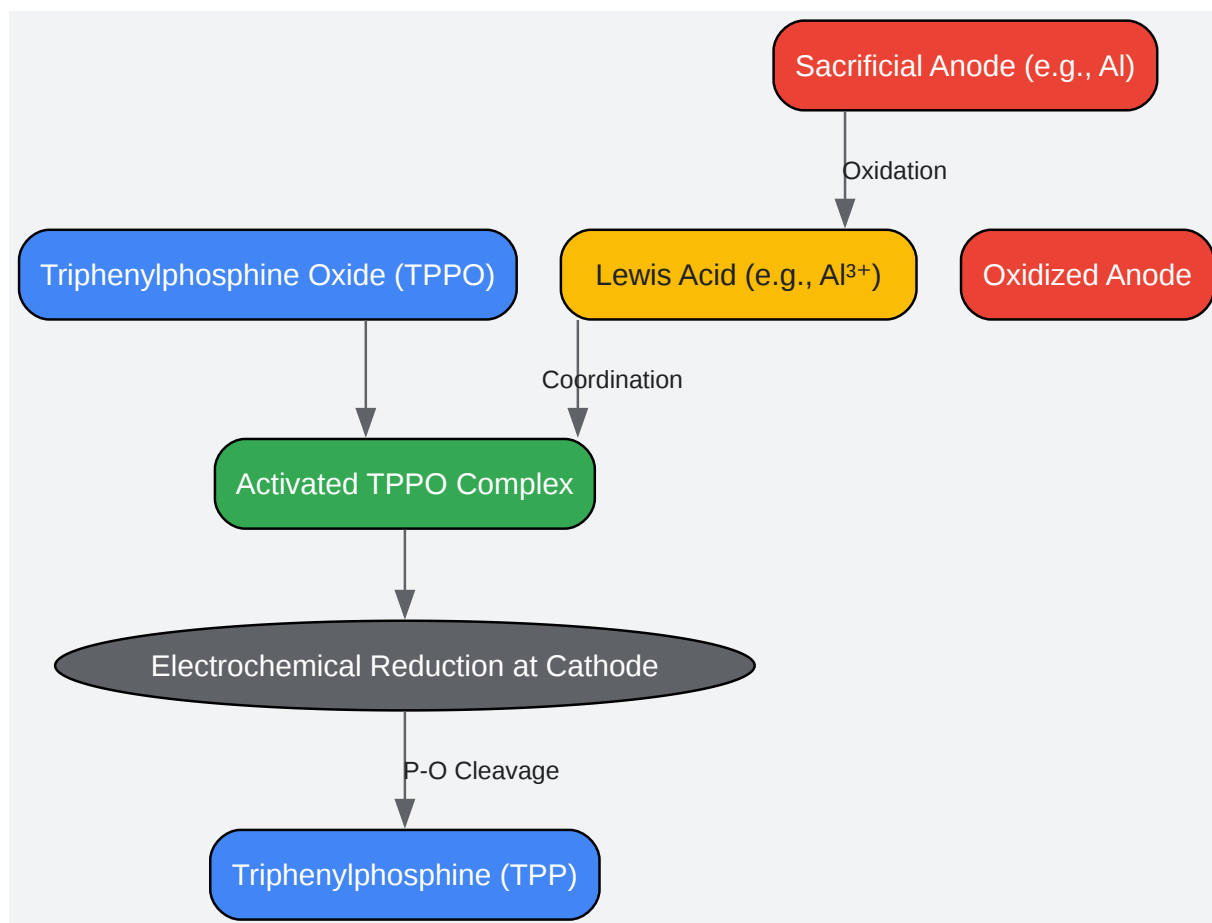 Sacrificial Anode (e.g., Al)
Oxidation
Triphenylphosphine Oxide (TPPO)
Lewis Acid (e.g., Al³⁺)
Oxidized Anode
Coordination
Activated TPPO Complex
Electrochemical Reduction at Cathode
P-O Cleavage
Triphenylphosphine (TPP)